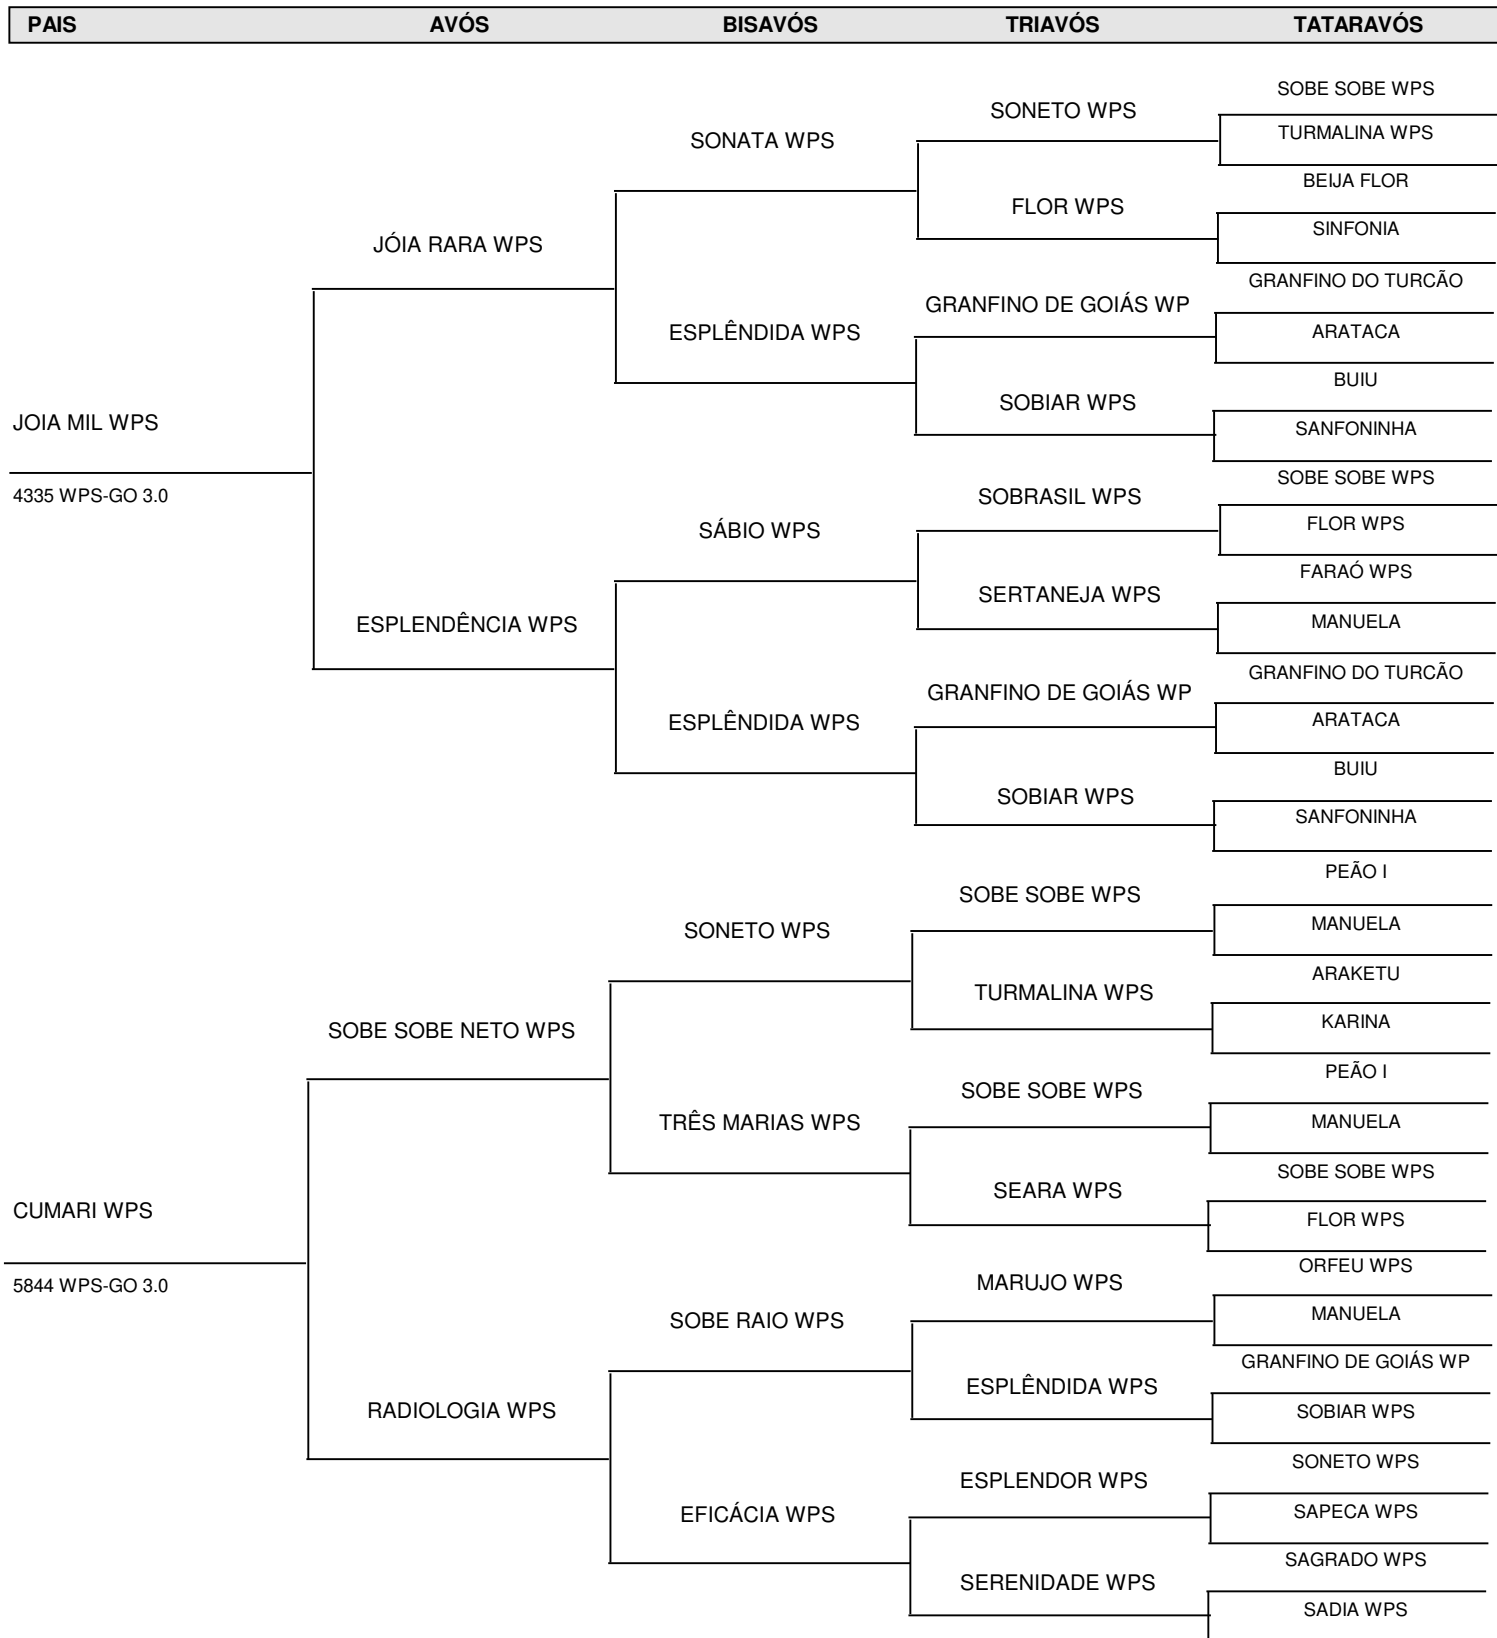 PAIS AVÓS BISAVÓS TRIAVÓS TATARAVÓS
SOBE SOBE WPS
SONETO WPS
TURMALINA WPS
SONATA WPS
BEIJA FLOR
FLOR WPS
SINFONIA
JÓIA RARA WPS
GRANFINO DO TURCÃO
GRANFINO DE GOIÁS WP
ARATACA
ESPLÊNDIDA WPS
BUIU
SOBIAR WPS
SANFONINHA
JOIA MIL WPS
4335 WPS-GO 3.0
SOBE SOBE WPS
SOBRASIL WPS
FLOR WPS
SÁBIO WPS
FARAÓ WPS
SERTANEJA WPS
MANUELA
ESPLENDÊNCIA WPS
GRANFINO DO TURCÃO
GRANFINO DE GOIÁS WP
ARATACA
ESPLÊNDIDA WPS
BUIU
SOBIAR WPS
SANFONINHA
PEÃO I
SOBE SOBE WPS
MANUELA
SONETO WPS
ARAKETU
TURMALINA WPS
KARINA
SOBE SOBE NETO WPS
PEÃO I
SOBE SOBE WPS
MANUELA
TRÊS MARIAS WPS
SOBE SOBE WPS
SEARA WPS
FLOR WPS
CUMARI WPS
5844 WPS-GO 3.0
ORFEU WPS
MARUJO WPS
MANUELA
SOBE RAIO WPS
GRANFINO DE GOIÁS WP
ESPLÊNDIDA WPS
SOBIAR WPS
RADIOLOGIA WPS
SONETO WPS
ESPLENDOR WPS
SAPECA WPS
EFICÁCIA WPS
SAGRADO WPS
SERENIDADE WPS
SADIA WPS